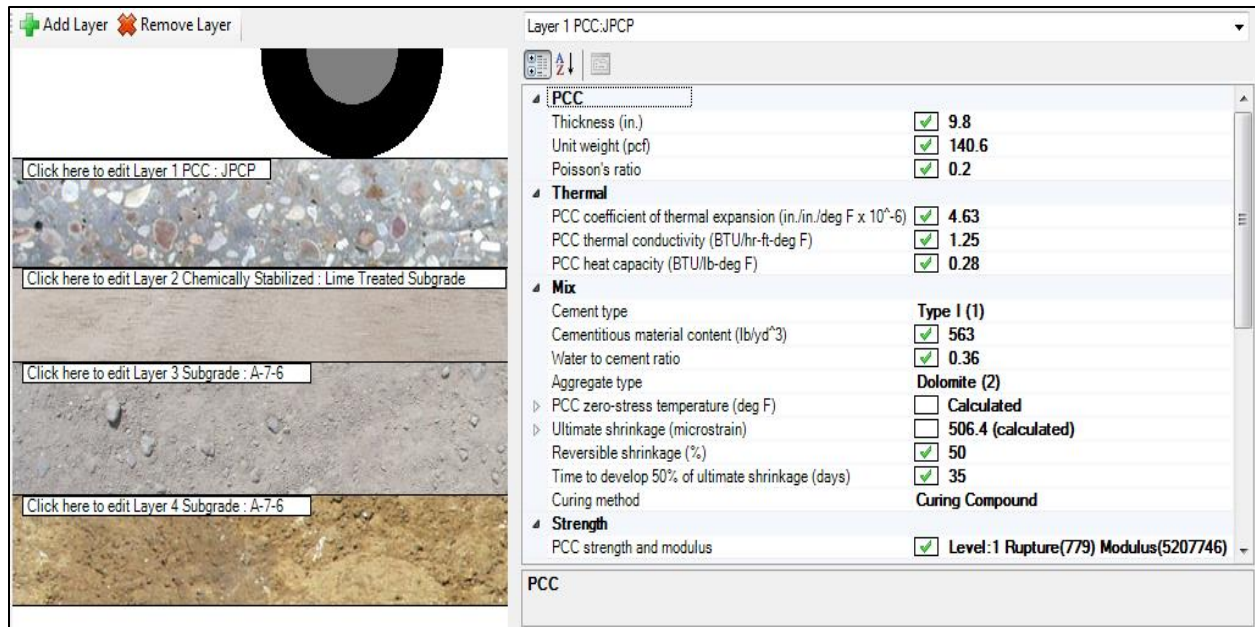 Add Layer Remove Layer
Click here to edit Layer 1 PCC : JPCP
Click here to edit Layer 2 Chemically Stabilized : Lime Treated Subgrade
Click here to edit Layer 3 Subgrade : A-7-6
Click here to edit Layer 4 Subgrade : A-7-6
Layer 1 PCC:JPCP
PCC
Thickness (in.) 9.8
Unit weight (pcf) 140.6
Poisson's ratio 0.2
Thermal
PCC coefficient of thermal expansion (in./in./deg F x 10^-6) 4.63
PCC thermal conductivity (BTU/hr-ft-deg F) 1.25
PCC heat capacity (BTU/lb-deg F) 0.28
Mix
Cement type Type I (1)
Cementitious material content (lb/yd^3) 563
Water to cement ratio 0.36
Aggregate type Dolomite (2)
PCC zero-stress temperature (deg F) Calculated
Ultimate shrinkage (microstrain) 506.4 (calculated)
Reversible shrinkage (%) 50
Time to develop 50% of ultimate shrinkage (days) 35
Curing method Curing Compound
Strength
PCC strength and modulus Level:1 Rupture(779) Modulus(5207746)
PCC